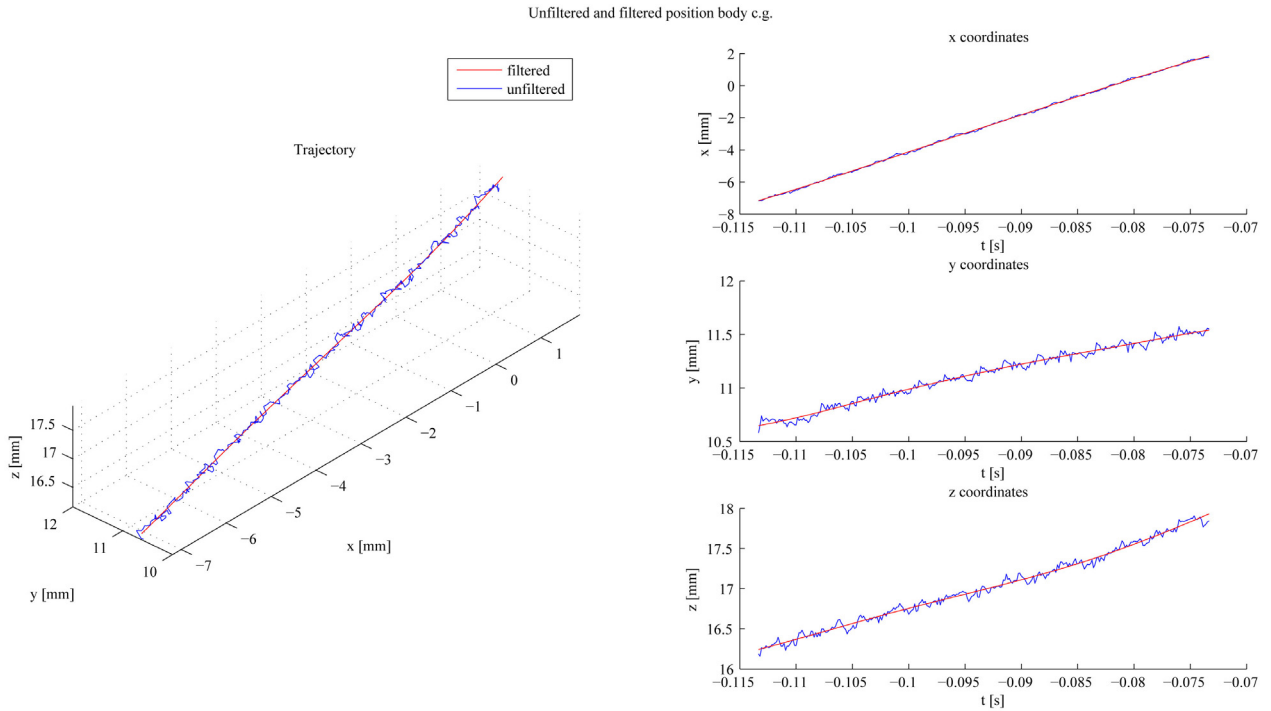 Unfiltered and filtered position body c.g.
filtered
unfiltered
Trajectory
17.5
17
16.5
z [mm]
12
11
10
y [mm]
−7
−6
−5
−4
−3
−2
−1
0
1
x [mm]
x coordinates
2
0
−2
−4
−6
−8
x [mm]
−0.115 −0.11 −0.105 −0.1 −0.095 −0.09 −0.085 −0.08 −0.075 −0.07
t [s]
y coordinates
12
11.5
11
10.5
y [mm]
−0.115 −0.11 −0.105 −0.1 −0.095 −0.09 −0.085 −0.08 −0.075 −0.07
t [s]
z coordinates
18
17.5
17
16.5
16
z [mm]
−0.115 −0.11 −0.105 −0.1 −0.095 −0.09 −0.085 −0.08 −0.075 −0.07
t [s]